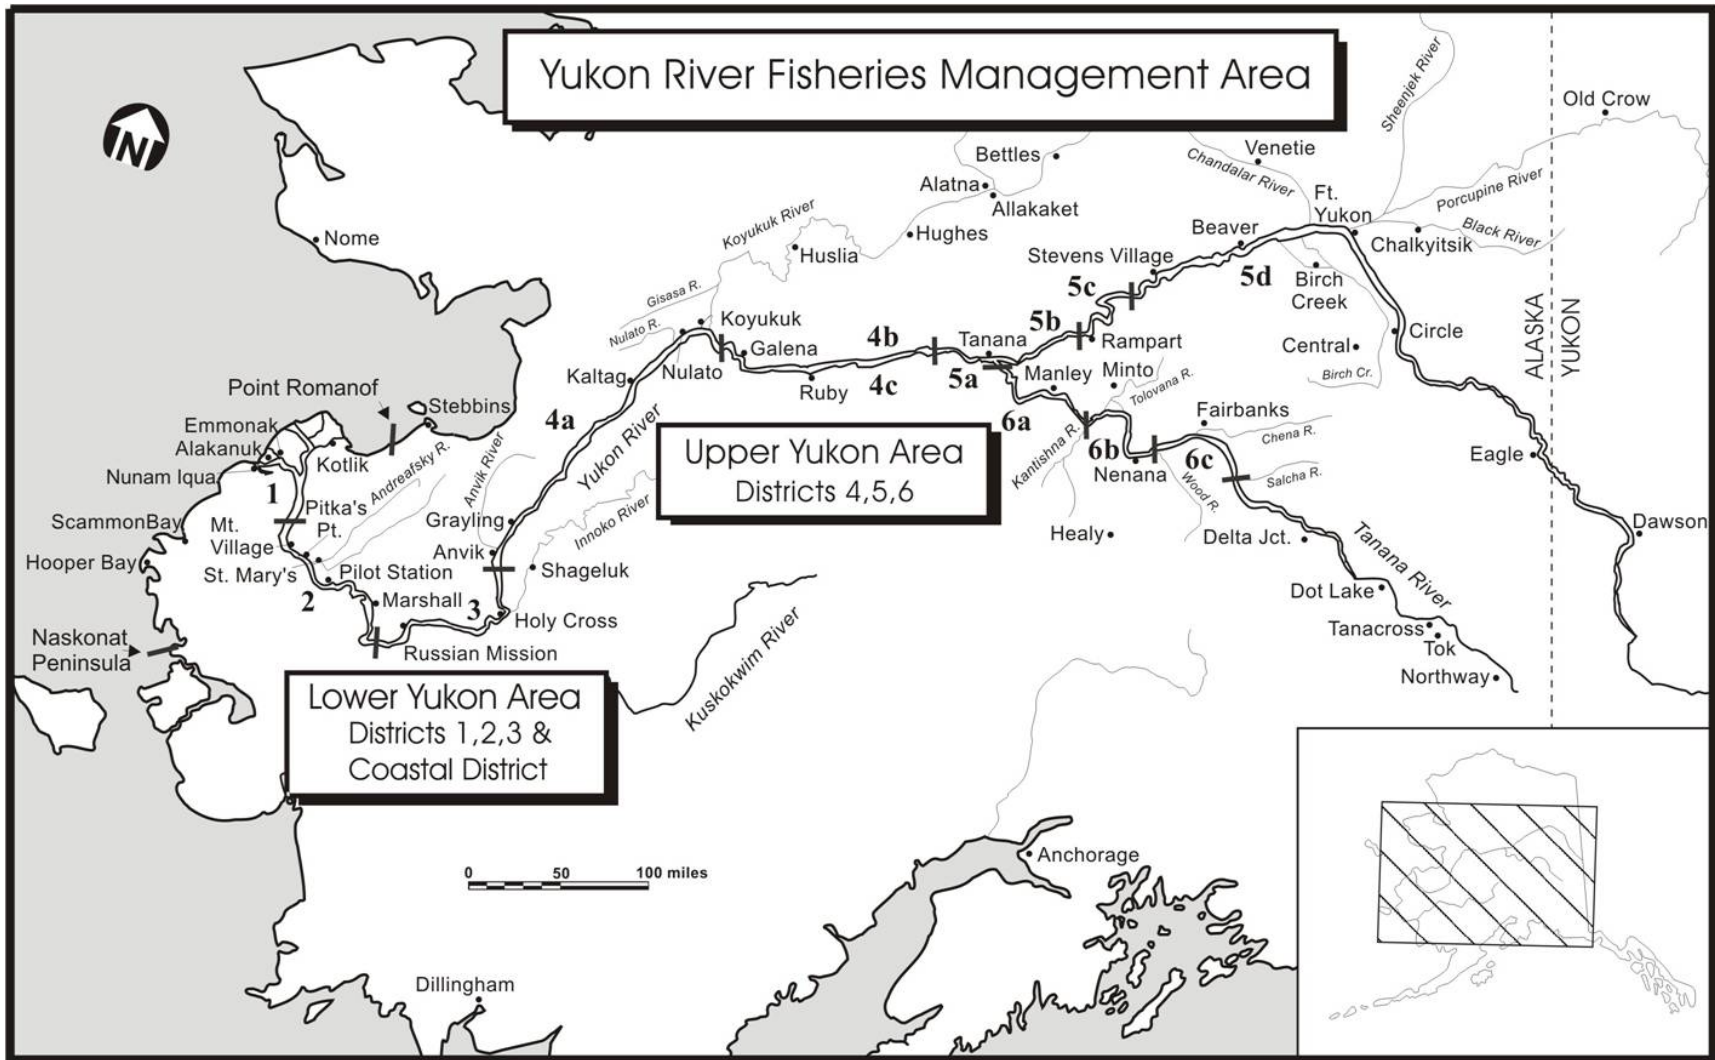 Yukon River Fisheries Management Area
N
Sheenjek River
Old Crow
Venetie
Bettles
Chandalar River
Alatna
Allakaket
Porcupine River
Ft.
Yukon
Koyukuk River
Hughes
Beaver
Black River
Chalkyitsik
Nome
Huslia
Stevens Village
5d
Birch
Creek
Gisasa R.
5c
ALASKA
YUKON
Nulato R.
Koyukuk
4b
5b
Circle
Galena
Tanana
Rampart
Central
Nulato
Kaltag
Ruby
4c
5a
Manley
Minto
Birch Cr.
Tolovana R.
Point Romanof
Stebbins
4a
Yukon River
6a
Fairbanks
Emmonak
Alakanuk
Kotlik
Andreafsky R.
Anvik River
Chena R.
Nunam Iqua
Kantishna R.
6b
Nenana
6c
Eagle
Upper Yukon Area
Districts 4,5,6
Salcha R.
Wood R.
1
Pitka's
Pt.
ScammonBay
Mt.
Village
Grayling
Innoko River
Healy
Delta Jct.
Tanana River
Dawson
Hooper Bay
St. Mary's
Anvik
Pilot Station
Shageluk
2
Marshall
3
Holy Cross
Dot Lake
Naskonat
Peninsula
Russian Mission
Kuskokwim River
Tanacross
Tok
Northway
Lower Yukon Area
Districts 1,2,3 &
Coastal District
Anchorage
0 50 100 miles
Dillingham